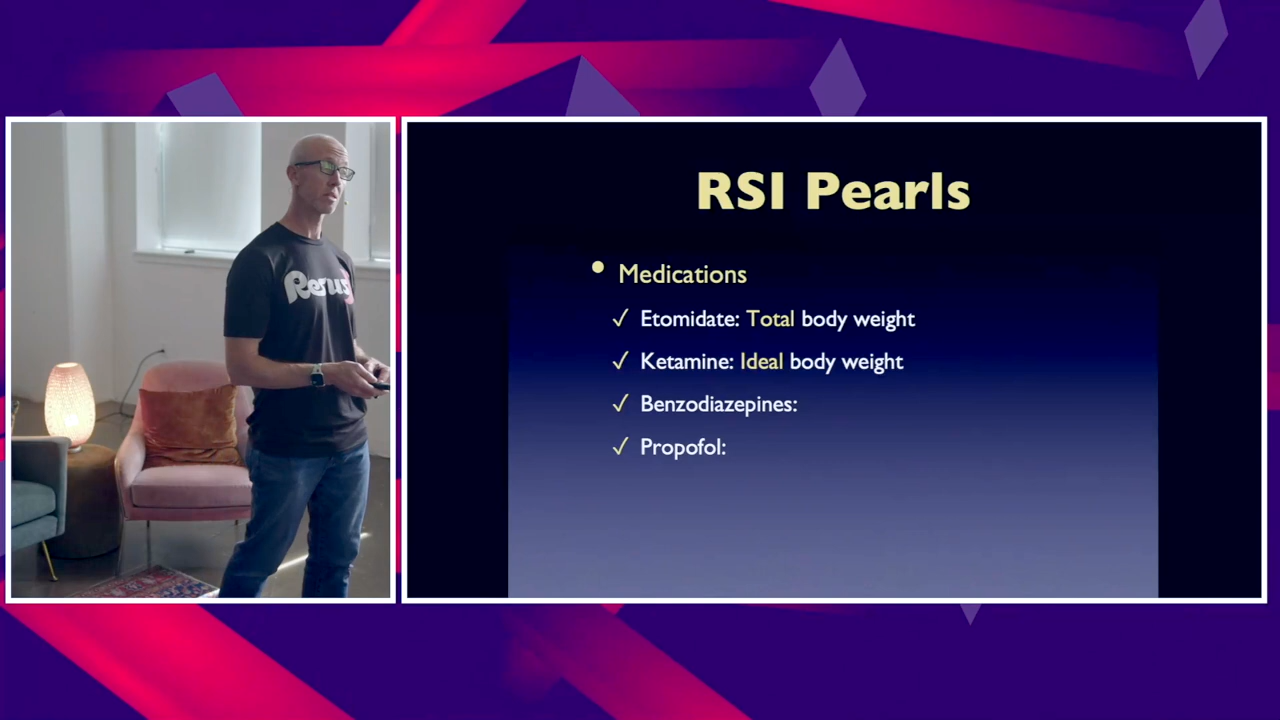 RSI Pearls
• Medications
✓ Etomidate: Total body weight
✓ Ketamine: Ideal body weight
✓ Benzodiazepines:
✓ Propofol: